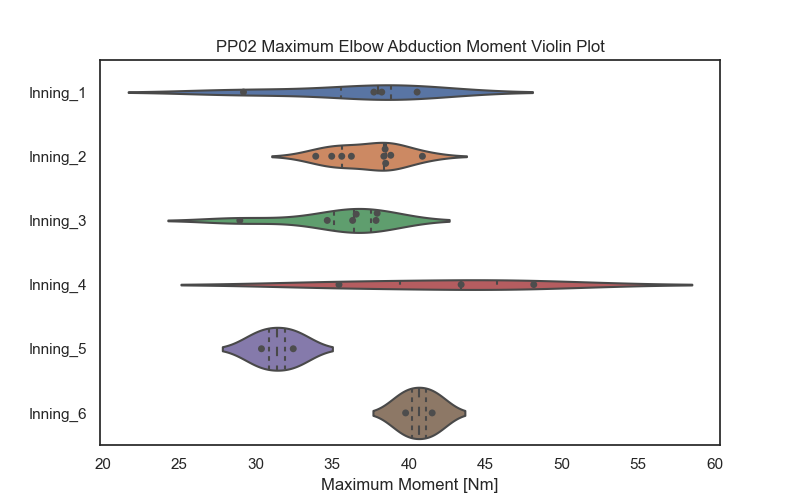 PP02 Maximum Elbow Abduction Moment Violin Plot
Inning_1
Inning_2
Inning_3
Inning_4
Inning_5
Inning_6
20 25 30 35 40 45 50 55 60
Maximum Moment [Nm]